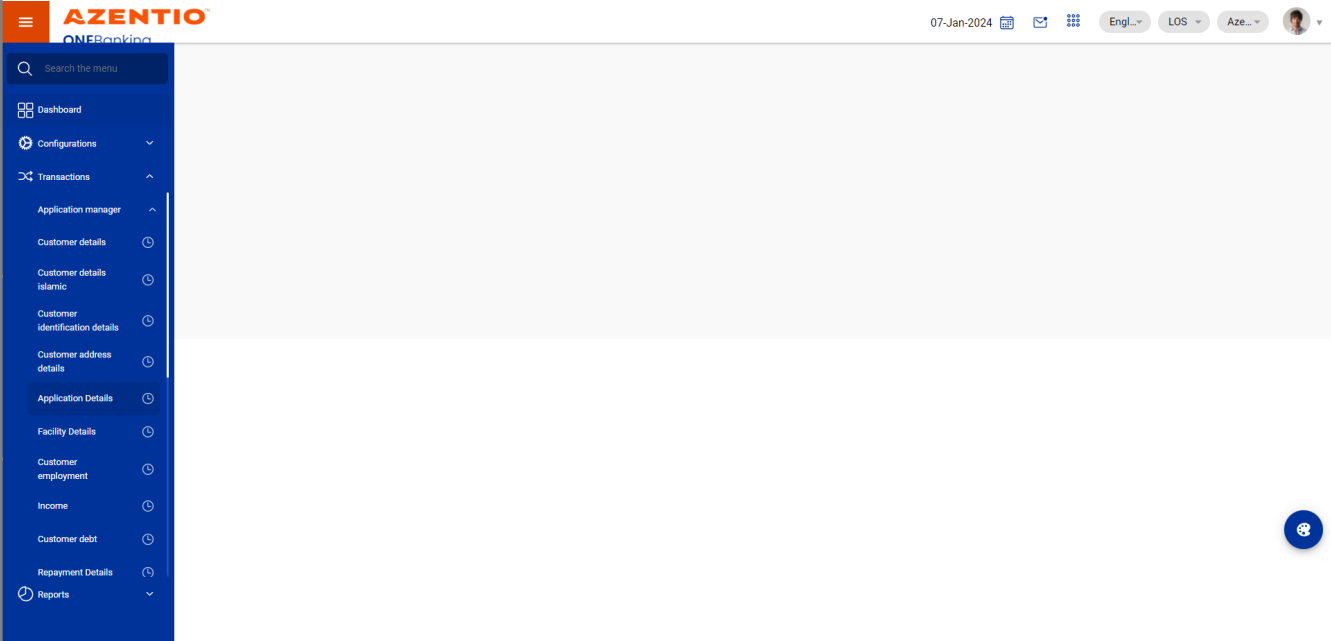 AZENTIO™
ONEBanking
07-Jan-2024
Engl...
LOS
Aze...
Search the menu
Dashboard
Configurations
Transactions
Application manager
Customer details
Customer details
islamic
Customer
identification details
Customer address
details
Application Details
Facility Details
Customer
employment
Income
Customer debt
Repayment Details
Reports